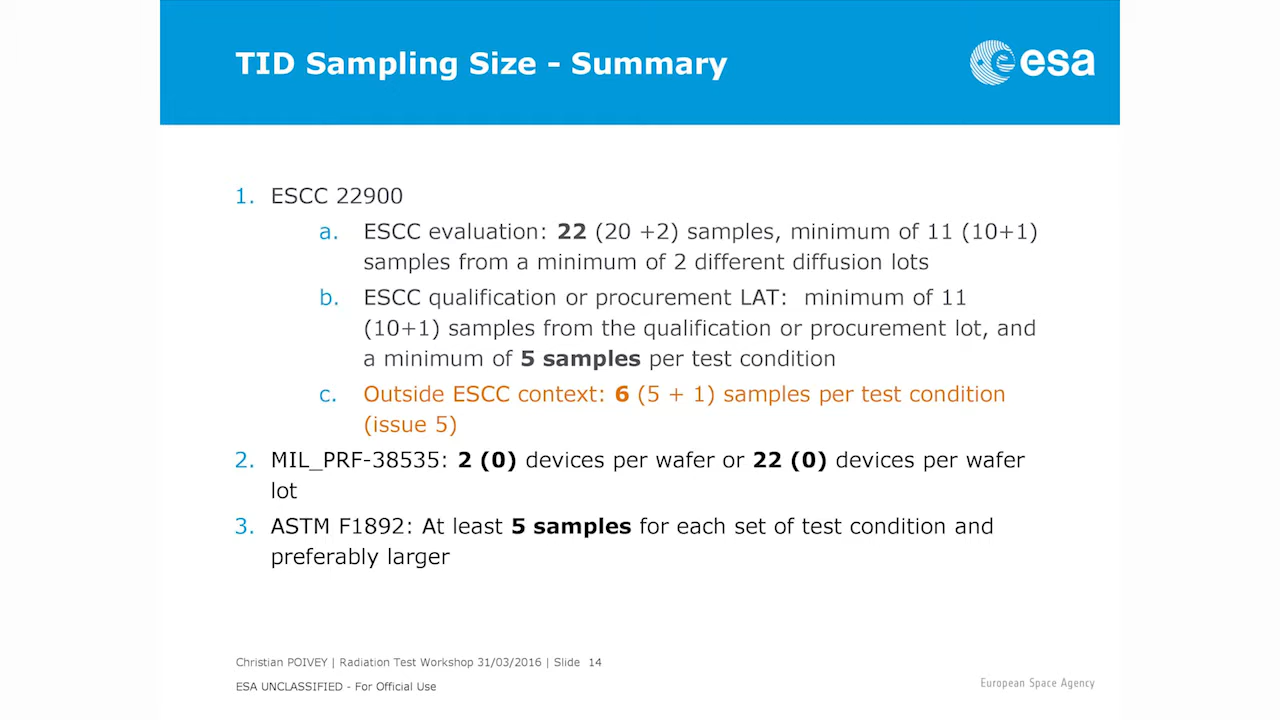 TID Sampling Size - Summary
esa
1. ESCC 22900
a. ESCC evaluation: 22 (20 +2) samples, minimum of 11 (10+1)
samples from a minimum of 2 different diffusion lots
b. ESCC qualification or procurement LAT: minimum of 11
(10+1) samples from the qualification or procurement lot, and
a minimum of 5 samples per test condition
c. Outside ESCC context: 6 (5 + 1) samples per test condition
(issue 5)
2. MIL_PRF-38535: 2 (0) devices per wafer or 22 (0) devices per wafer
lot
3. ASTM F1892: At least 5 samples for each set of test condition and
preferably larger
Christian POIVEY | Radiation Test Workshop 31/03/2016 | Slide 14
ESA UNCLASSIFIED - For Official Use
European Space Agency